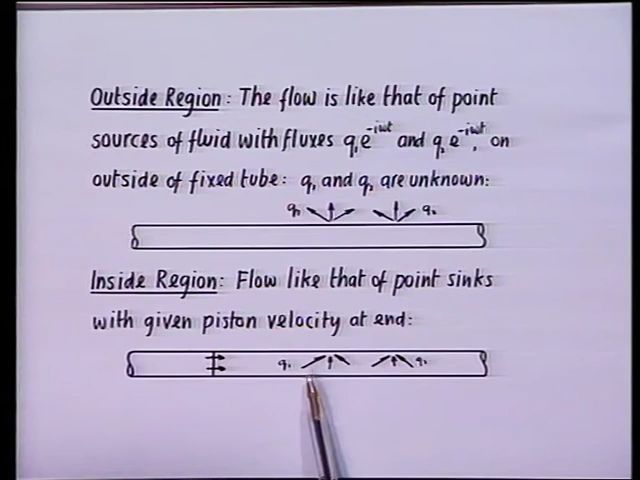 Outside Region: The flow is like that of point
sources of fluid with fluxes q₁e^-iωt and q₂e^-iωt, on
outside of fixed tube: q₁ and q₂ are unknown:
q₁ q₂
Inside Region: Flow like that of point sinks
with given piston velocity at end:
q₁ q₂